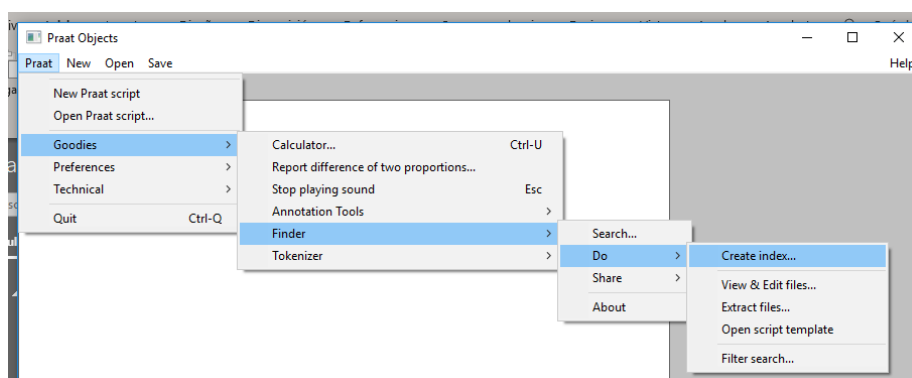 Praat Objects
Praat New Open Save Help
New Praat script
Open Praat script...
Goodies >
Preferences >
Technical >
Quit Ctrl-Q
Calculator... Ctrl-U
Report difference of two proportions...
Stop playing sound Esc
Annotation Tools >
Finder >
Tokenizer >
Search...
Do >
Share >
About
Create index...
View & Edit files...
Extract files...
Open script template
Filter search...